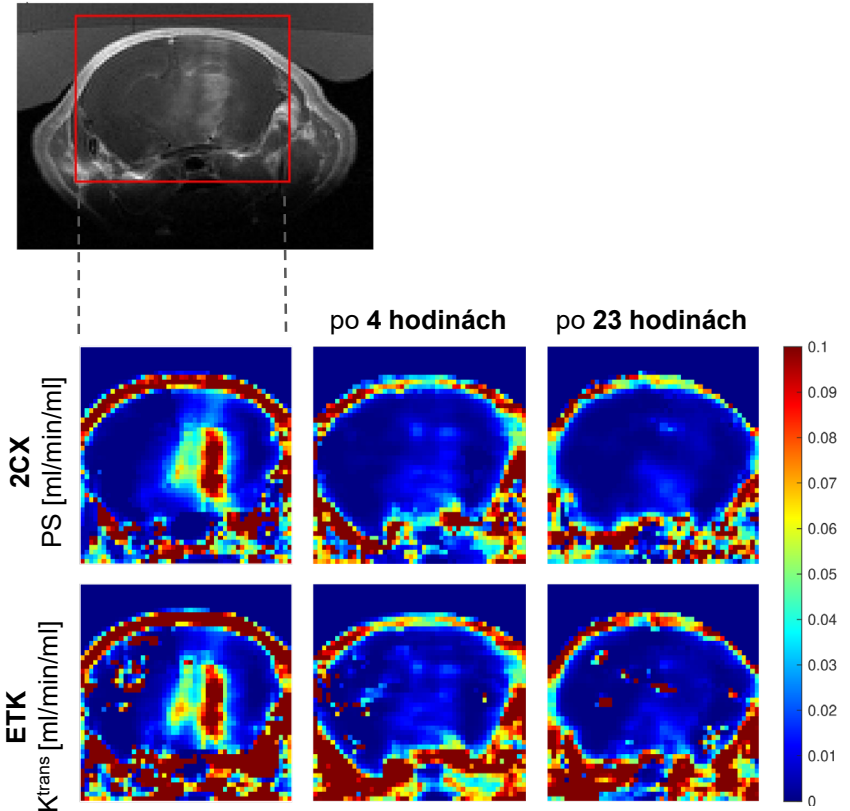 po 4 hodinách
po 23 hodinách
2CX
PS [ml/min/ml]
ETK
K^trans [ml/min/ml]
0.1
0.09
0.08
0.07
0.06
0.05
0.04
0.03
0.02
0.01
0